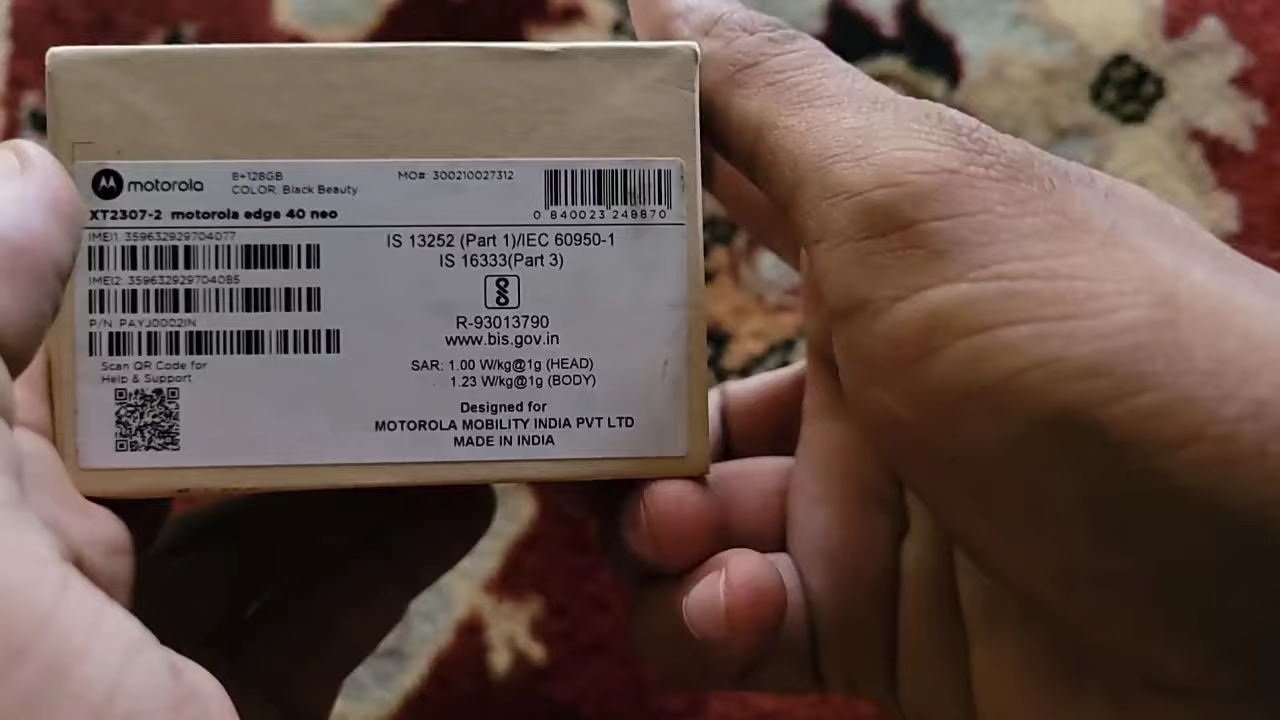 motorola
8+128GB
COLOR: Black Beauty
MO#: 300210027312
0 840023 248870
XT2307-2 motorola edge 40 neo
IMEI1: 359632929704077
IMEI2: 359632929704085
P/N: PAYJ0002IN
Scan QR Code for
Help & Support
IS 13252 (Part 1)/IEC 60950-1
IS 16333(Part 3)
R-93013790
www.bis.gov.in
SAR: 1.00 W/kg@1g (HEAD)
1.23 W/kg@1g (BODY)
Designed for
MOTOROLA MOBILITY INDIA PVT LTD
MADE IN INDIA